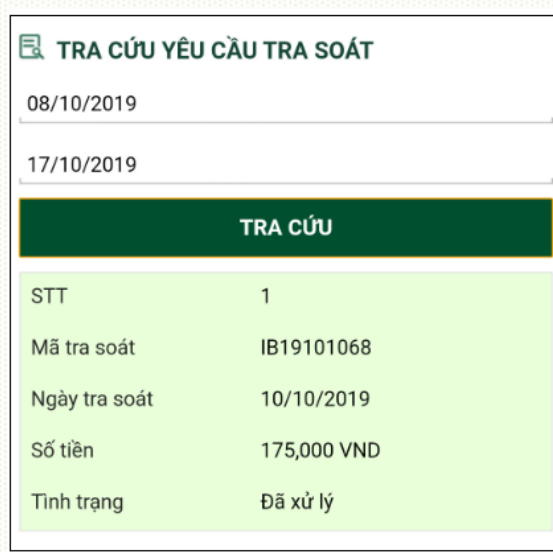 TRA CỨU YÊU CẦU TRA SOÁT
08/10/2019
17/10/2019
TRA CỨU
STT 1
Mã tra soát IB19101068
Ngày tra soát 10/10/2019
Số tiền 175,000 VND
Tình trạng Đã xử lý